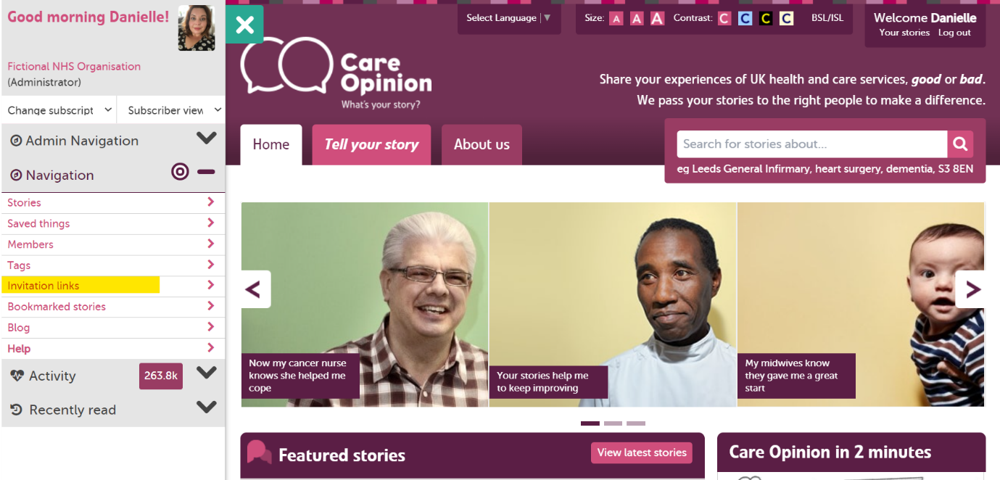 Good morning Danielle!
Fictional NHS Organisation
(Administrator)
Change subscript
Subscriber view
Admin Navigation
Navigation
Stories
Saved things
Members
Tags
Invitation links
Bookmarked stories
Blog
Help
Activity
263.8k
Recently read
Select Language
Size: A A A Contrast: C C C C BSL/ISL
Welcome Danielle
Your stories Log out
Care
Opinion
What's your story?
Share your experiences of UK health and care services, good or bad.
We pass your stories to the right people to make a difference.
Home
Tell your story
About us
Search for stories about...
eg Leeds General Infirmary, heart surgery, dementia, S3 8EN
Now my cancer nurse
knows she helped me
cope
Your stories help me
to keep improving
My midwives know
they gave me a great
start
Featured stories
View latest stories
Care Opinion in 2 minutes